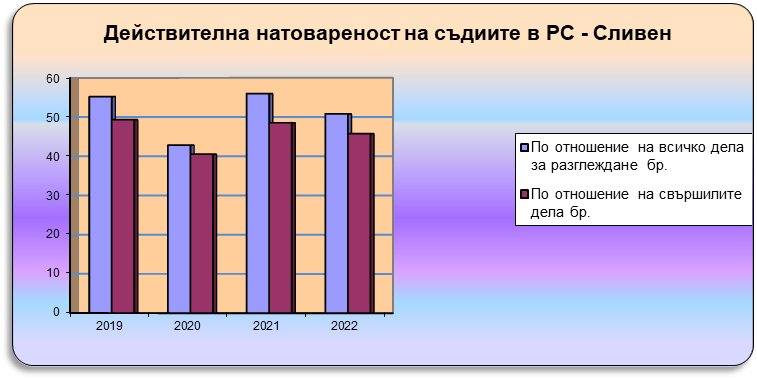 Действителна натовареност на съдиите в РС - Сливен
60
50
40
30
20
10
0
2019 2020 2021 2022
По отношение на всичко дела
за разглеждане бр.
По отношение на свършилите
дела бр.